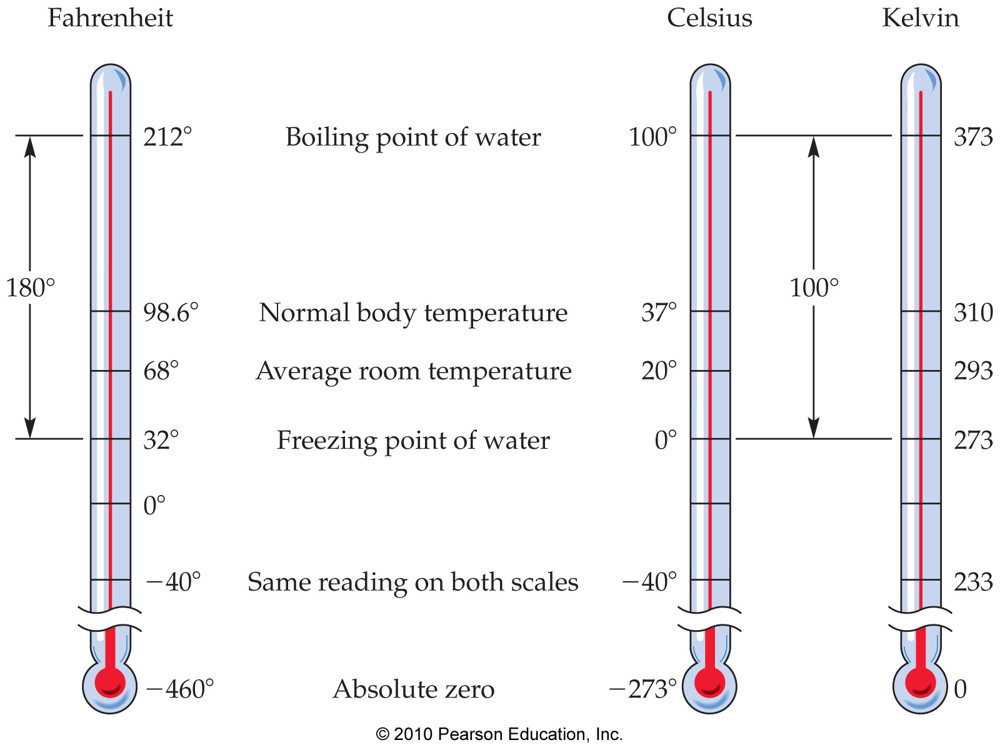 Fahrenheit Celsius Kelvin
212° Boiling point of water 100° 373
180° 100°
98.6° Normal body temperature 37° 310
68° Average room temperature 20° 293
32° Freezing point of water 0° 273
0°
−40° Same reading on both scales −40° 233
−460° Absolute zero −273° 0
© 2010 Pearson Education, Inc.